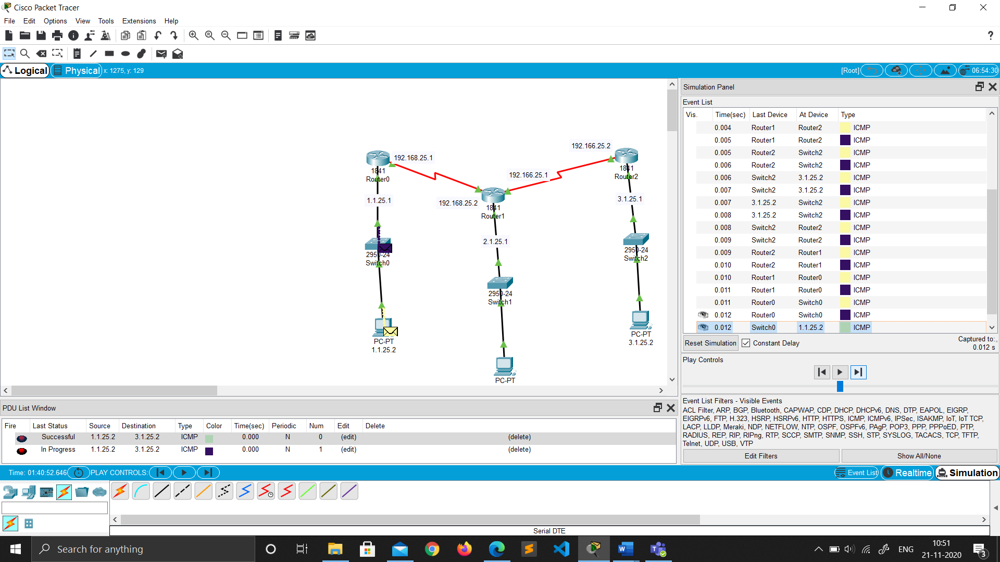 Cisco Packet Tracer
File Edit Options View Tools Extensions Help
Logical Physical x: 1275, y: 129
[Root] 06:54:30
192.168.25.1
1841
Router0
1.1.25.1
2950-24
Switch0
PC-PT
1.1.25.2
192.168.25.2
192.166.25.1
1841
Router1
2.1.25.1
2950-24
Switch1
PC-PT
192.166.25.2
1841
Router2
3.1.25.1
2950-24
Switch2
PC-PT
3.1.25.2
Simulation Panel
Event List
Vis. Time(sec) Last Device At Device Type
0.004 Router1 Router2 ICMP
0.005 Router1 Router2 ICMP
0.005 Router2 Switch2 ICMP
0.006 Router2 Switch2 ICMP
0.006 Switch2 3.1.25.2 ICMP
0.007 Switch2 3.1.25.2 ICMP
0.007 3.1.25.2 Switch2 ICMP
0.008 3.1.25.2 Switch2 ICMP
0.008 Switch2 Router2 ICMP
0.009 Switch2 Router2 ICMP
0.009 Router2 Router1 ICMP
0.010 Router2 Router1 ICMP
0.010 Router1 Router0 ICMP
0.011 Router1 Router0 ICMP
0.011 Router0 Switch0 ICMP
0.012 Router0 Switch0 ICMP
0.012 Switch0 1.1.25.2 ICMP
Reset Simulation Constant Delay Captured to:
0.012 s
Play Controls
Event List Filters - Visible Events
ACL Filter, ARP, BGP, Bluetooth, CAPWAP, CDP, DHCP, DHCPv6, DNS, DTP, EAPOL, EIGRP,
EIGRPv6, FTP, H.323, HSRP, HSRPv6, HTTP, HTTPS, ICMP, ICMPv6, IPSec, ISAKMP, IoT, IoT TCP,
LACP, LLDP, Meraki, NDP, NETFLOW, NTP, OSPF, OSPFv6, PAgP, POP3, PPP, PPPoED, PTP,
RADIUS, REP, RIP, RIPng, RTP, SCCP, SMTP, SNMP, SSH, STP, SYSLOG, TACACS, TCP, TFTP,
Telnet, UDP, USB, VTP
Edit Filters Show All/None
PDU List Window
Fire Last Status Source Destination Type Color Time(sec) Periodic Num Edit Delete
Successful 1.1.25.2 3.1.25.2 ICMP 0.000 N 0 (edit) (delete)
In Progress 1.1.25.2 3.1.25.2 ICMP 0.000 N 1 (edit) (delete)
Time: 01:40:52.646 PLAY CONTROLS: Event List Realtime Simulation
Serial DTE
Search for anything
ENG
10:51
21-11-2020
3